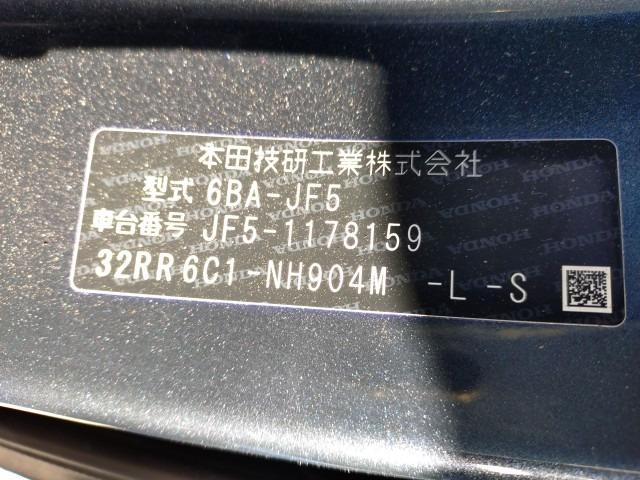 本田技研工業株式会社
型式 6BA-JF5
車台番号 JF5-1178159
32RR6C1 -NH904M -L -S